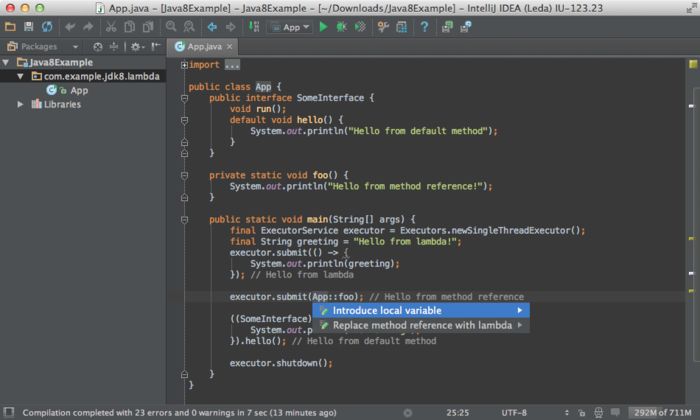 App.java - [Java8Example] - Java8Example - [~/Downloads/Java8Example] - IntelliJ IDEA (Leda) IU-123.23
App
Packages
App.java
Java8Example
com.example.jdk8.lambda
App
Libraries
import ...
public class App {
public interface SomeInterface {
void run();
default void hello() {
System.out.println("Hello from default method");
}
}
private static void foo() {
System.out.println("Hello from method reference!");
}
public static void main(String[] args) {
final ExecutorService executor = Executors.newSingleThreadExecutor();
final String greeting = "Hello from lambda!";
executor.submit(() -> {
System.out.println(greeting);
}); // Hello from lambda
executor.submit(App::foo); // Hello from method reference
Introduce local variable
((SomeInterface)
Replace method reference with lambda
System.out.p
}).hello(); // Hello from default method
executor.shutdown();
}
}
Compilation completed with 23 errors and 0 warnings in 7 sec (13 minutes ago)
25:25
UTF-8
292M of 711M